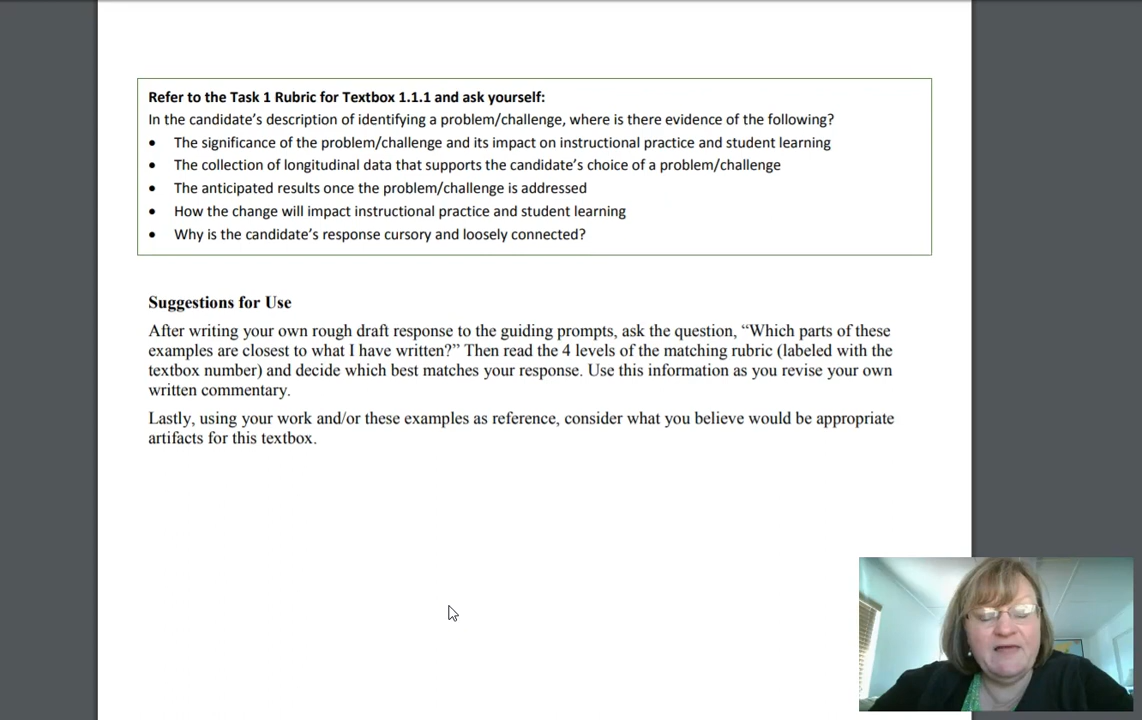 Refer to the Task 1 Rubric for Textbox 1.1.1 and ask yourself:
In the candidate’s description of identifying a problem/challenge, where is there evidence of the following?
• The significance of the problem/challenge and its impact on instructional practice and student learning
• The collection of longitudinal data that supports the candidate’s choice of a problem/challenge
• The anticipated results once the problem/challenge is addressed
• How the change will impact instructional practice and student learning
• Why is the candidate’s response cursory and loosely connected?
Suggestions for Use
After writing your own rough draft response to the guiding prompts, ask the question, “Which parts of these
examples are closest to what I have written?” Then read the 4 levels of the matching rubric (labeled with the
textbox number) and decide which best matches your response. Use this information as you revise your own
written commentary.
Lastly, using your work and/or these examples as reference, consider what you believe would be appropriate
artifacts for this textbox.